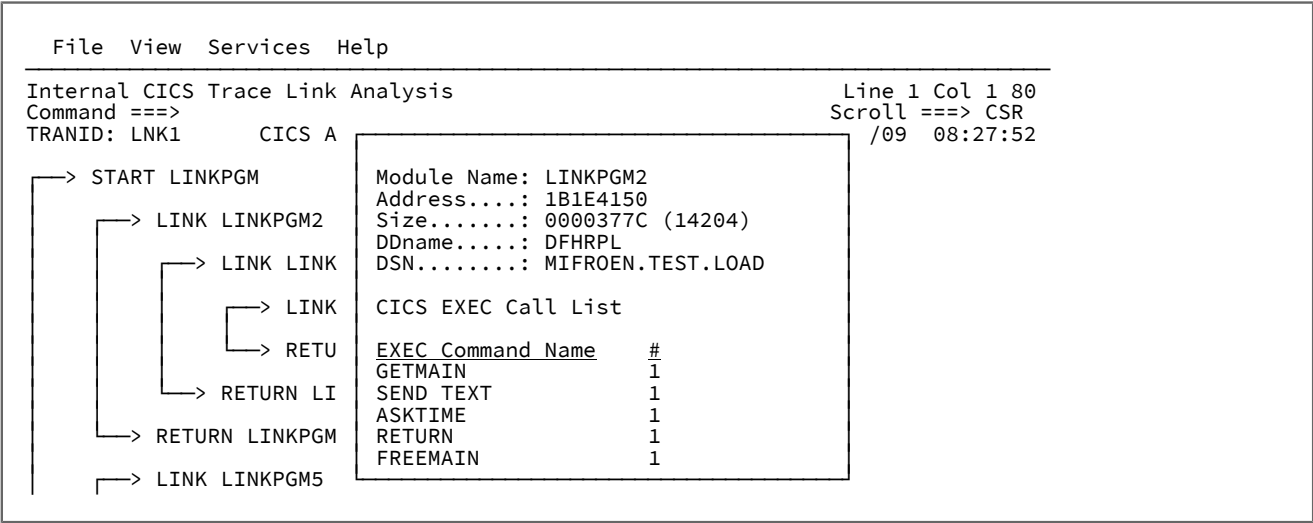 File View Services Help
Internal CICS Trace Link Analysis Line 1 Col 1 80
Command ===> Scroll ===> CSR
TRANID: LNK1 CICS A /09 08:27:52
──> START LINKPGM Module Name: LINKPGM2
Address....: 1B1E4150
──> LINK LINKPGM2 Size.......: 0000377C (14204)
DDname.....: DFHRPL
──> LINK LINK DSN........: MIFROEN.TEST.LOAD
──> LINK CICS EXEC Call List
──> RETU EXEC Command Name #
GETMAIN 1
──> RETURN LI SEND TEXT 1
ASKTIME 1
──> RETURN LINKPGM RETURN 1
FREEMAIN 1
──> LINK LINKPGM5